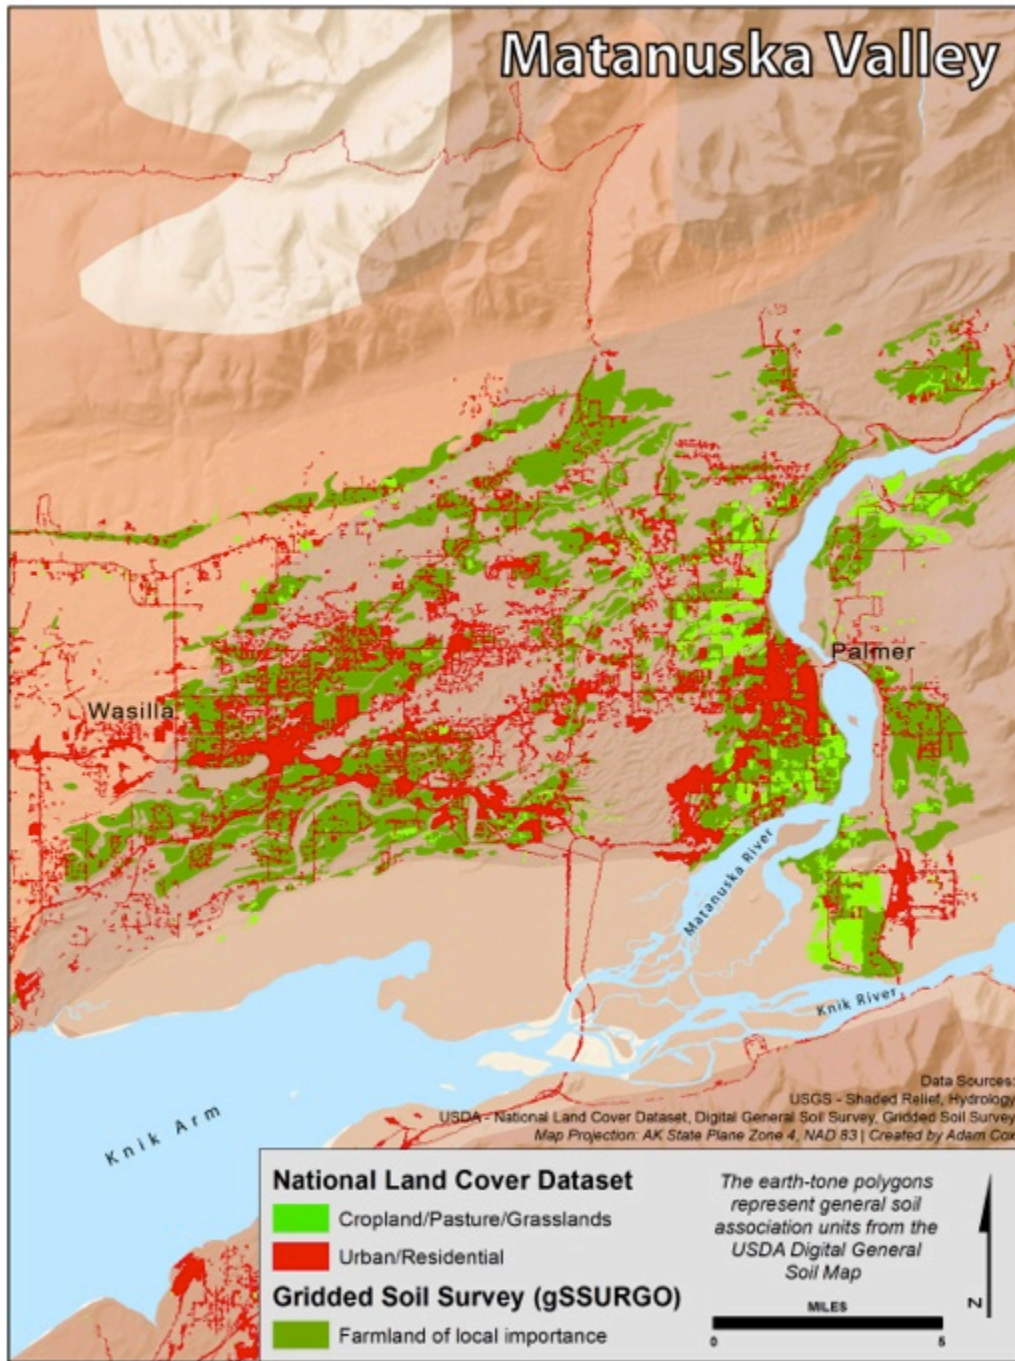 Matanuska Valley
Palmer
Wasilla
Matanuska River
Knik River
Knik Arm
Data Sources:
USGS - Shaded Relief, Hydrology
USDA - National Land Cover Dataset, Digital General Soil Survey, Gridded Soil Survey
Map Projection: AK State Plane Zone 4, NAD 83 | Created by Adam Cox
National Land Cover Dataset
Cropland/Pasture/Grasslands
Urban/Residential
Gridded Soil Survey (gSSURGO)
Farmland of local importance
The earth-tone polygons
represent general soil
association units from the
USDA Digital General
Soil Map
MILES
0 5
N